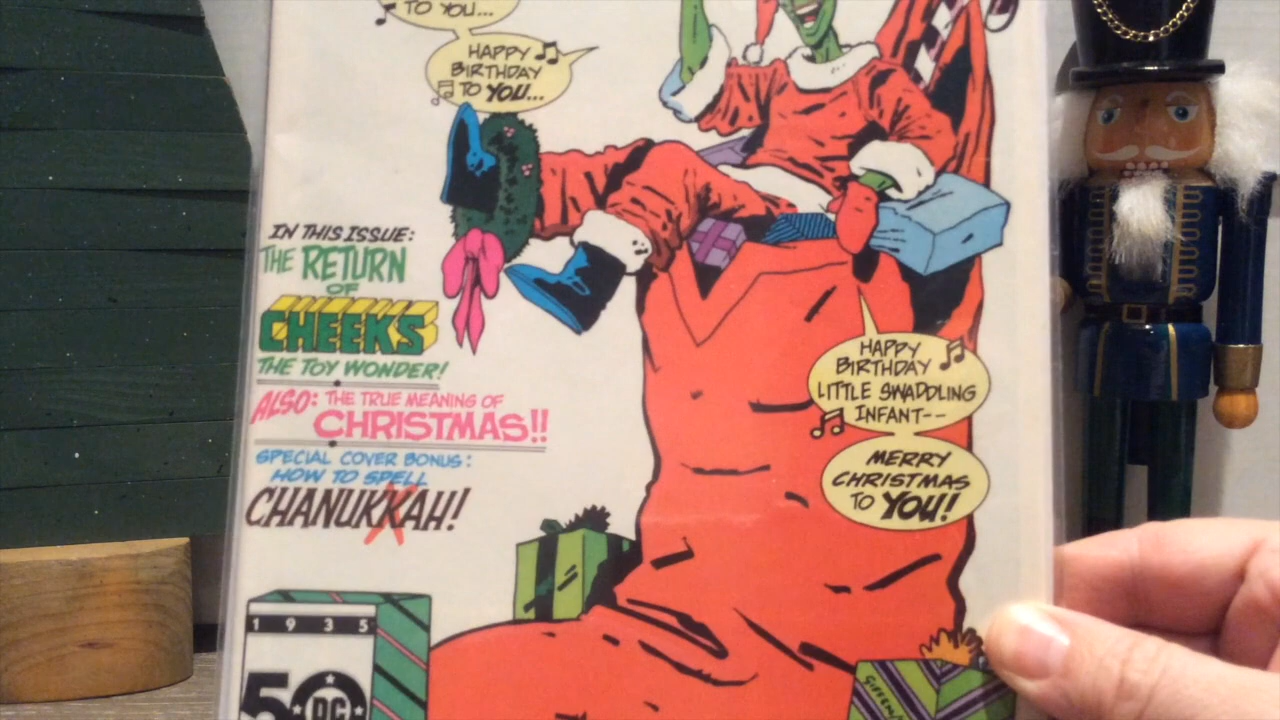 TO YOU...
HAPPY
BIRTHDAY
TO YOU...
IN THIS ISSUE:
THE RETURN
OF
CHEEKS
THE TOY WONDER!
ALSO: THE TRUE MEANING OF
CHRISTMAS!!
SPECIAL COVER BONUS:
HOW TO SPELL
CHANUKKAH!
HAPPY
BIRTHDAY
LITTLE SWADDLING
INFANT--
MERRY
CHRISTMAS
TO YOU!
1935
50
DC
GIFFEN